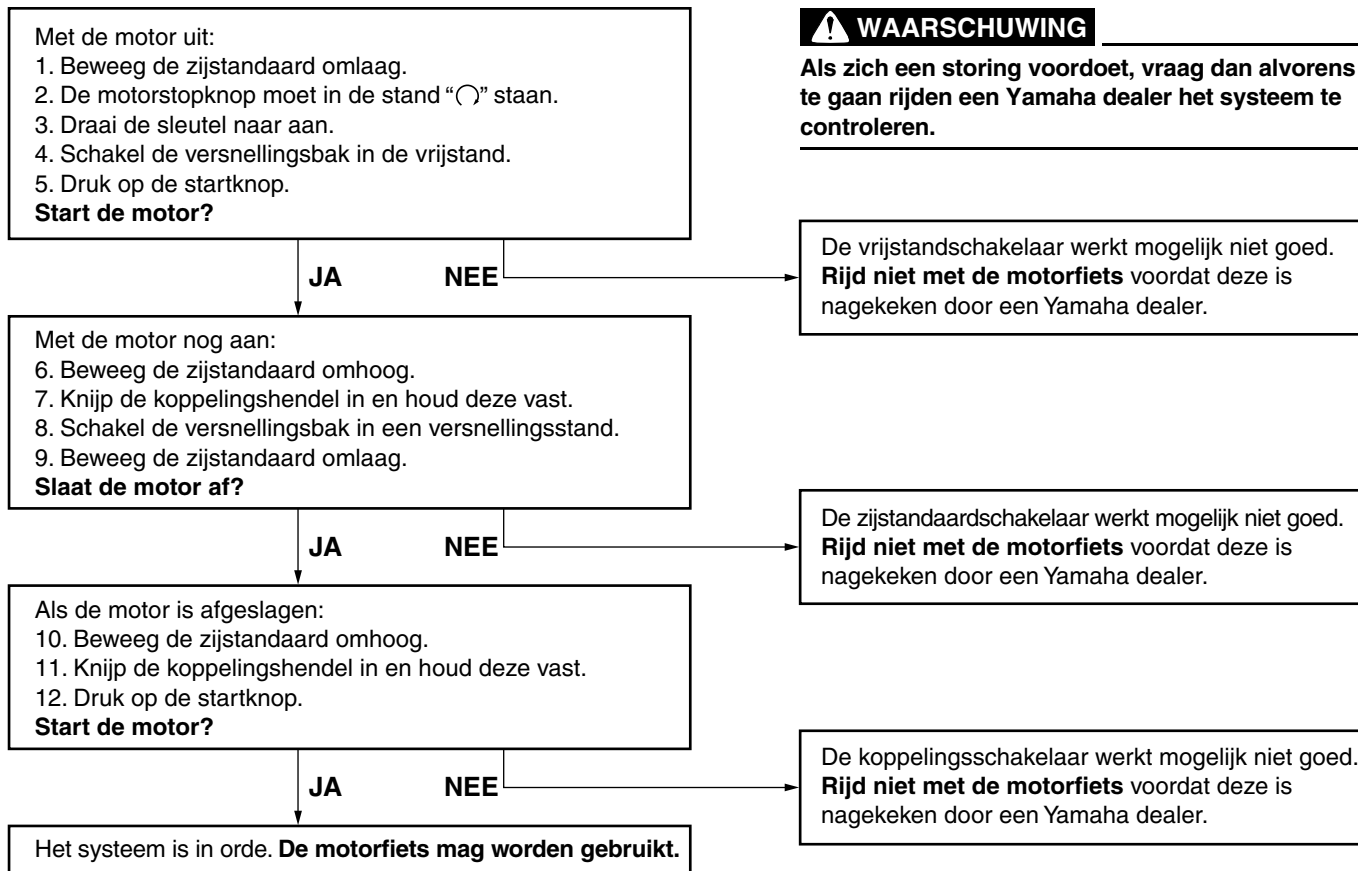 Met de motor uit:
1. Beweeg de zijstandaard omlaag.
2. De motorstopknop moet in de stand “◠” staan.
3. Draai de sleutel naar aan.
4. Schakel de versnellingsbak in de vrijstand.
5. Druk op de startknop.
Start de motor?
WAARSCHUWING
Als zich een storing voordoet, vraag dan alvorens
te gaan rijden een Yamaha dealer het systeem te
controleren.
JA NEE
De vrijstandschakelaar werkt mogelijk niet goed.
Rijd niet met de motorfiets voordat deze is
nagekeken door een Yamaha dealer.
Met de motor nog aan:
6. Beweeg de zijstandaard omhoog.
7. Knijp de koppelingshendel in en houd deze vast.
8. Schakel de versnellingsbak in een versnellingsstand.
9. Beweeg de zijstandaard omlaag.
Slaat de motor af?
JA NEE
De zijstandaardschakelaar werkt mogelijk niet goed.
Rijd niet met de motorfiets voordat deze is
nagekeken door een Yamaha dealer.
Als de motor is afgeslagen:
10. Beweeg de zijstandaard omhoog.
11. Knijp de koppelingshendel in en houd deze vast.
12. Druk op de startknop.
Start de motor?
JA NEE
De koppelingsschakelaar werkt mogelijk niet goed.
Rijd niet met de motorfiets voordat deze is
nagekeken door een Yamaha dealer.
Het systeem is in orde. De motorfiets mag worden gebruikt.